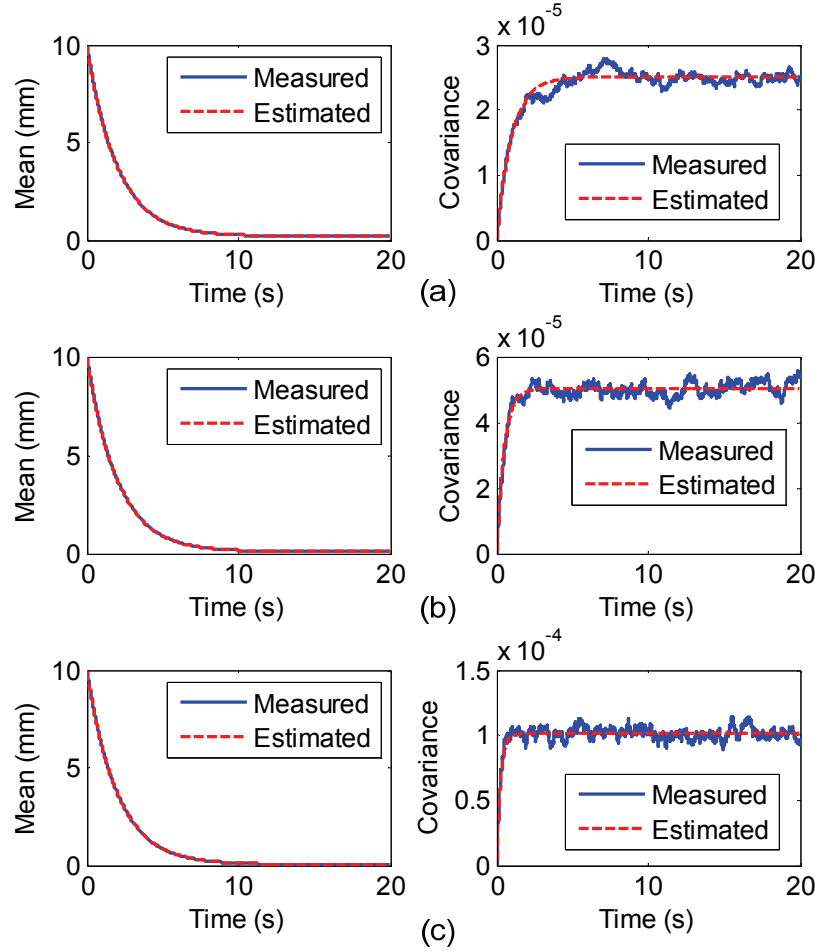 Mean (mm)
10
5
0
0
10
20
Measured
Estimated
Time (s)
x 10⁻⁵
Covariance
3
2
1
0
0
10
20
Measured
Estimated
Time (s)
(a)
Mean (mm)
10
5
0
0
10
20
Measured
Estimated
Time (s)
x 10⁻⁵
Covariance
6
4
2
0
0
10
20
Measured
Estimated
Time (s)
(b)
Mean (mm)
10
5
0
0
10
20
Measured
Estimated
Time (s)
x 10⁻⁴
Covariance
1.5
1
0.5
0
0
10
20
Measured
Estimated
Time (s)
(c)